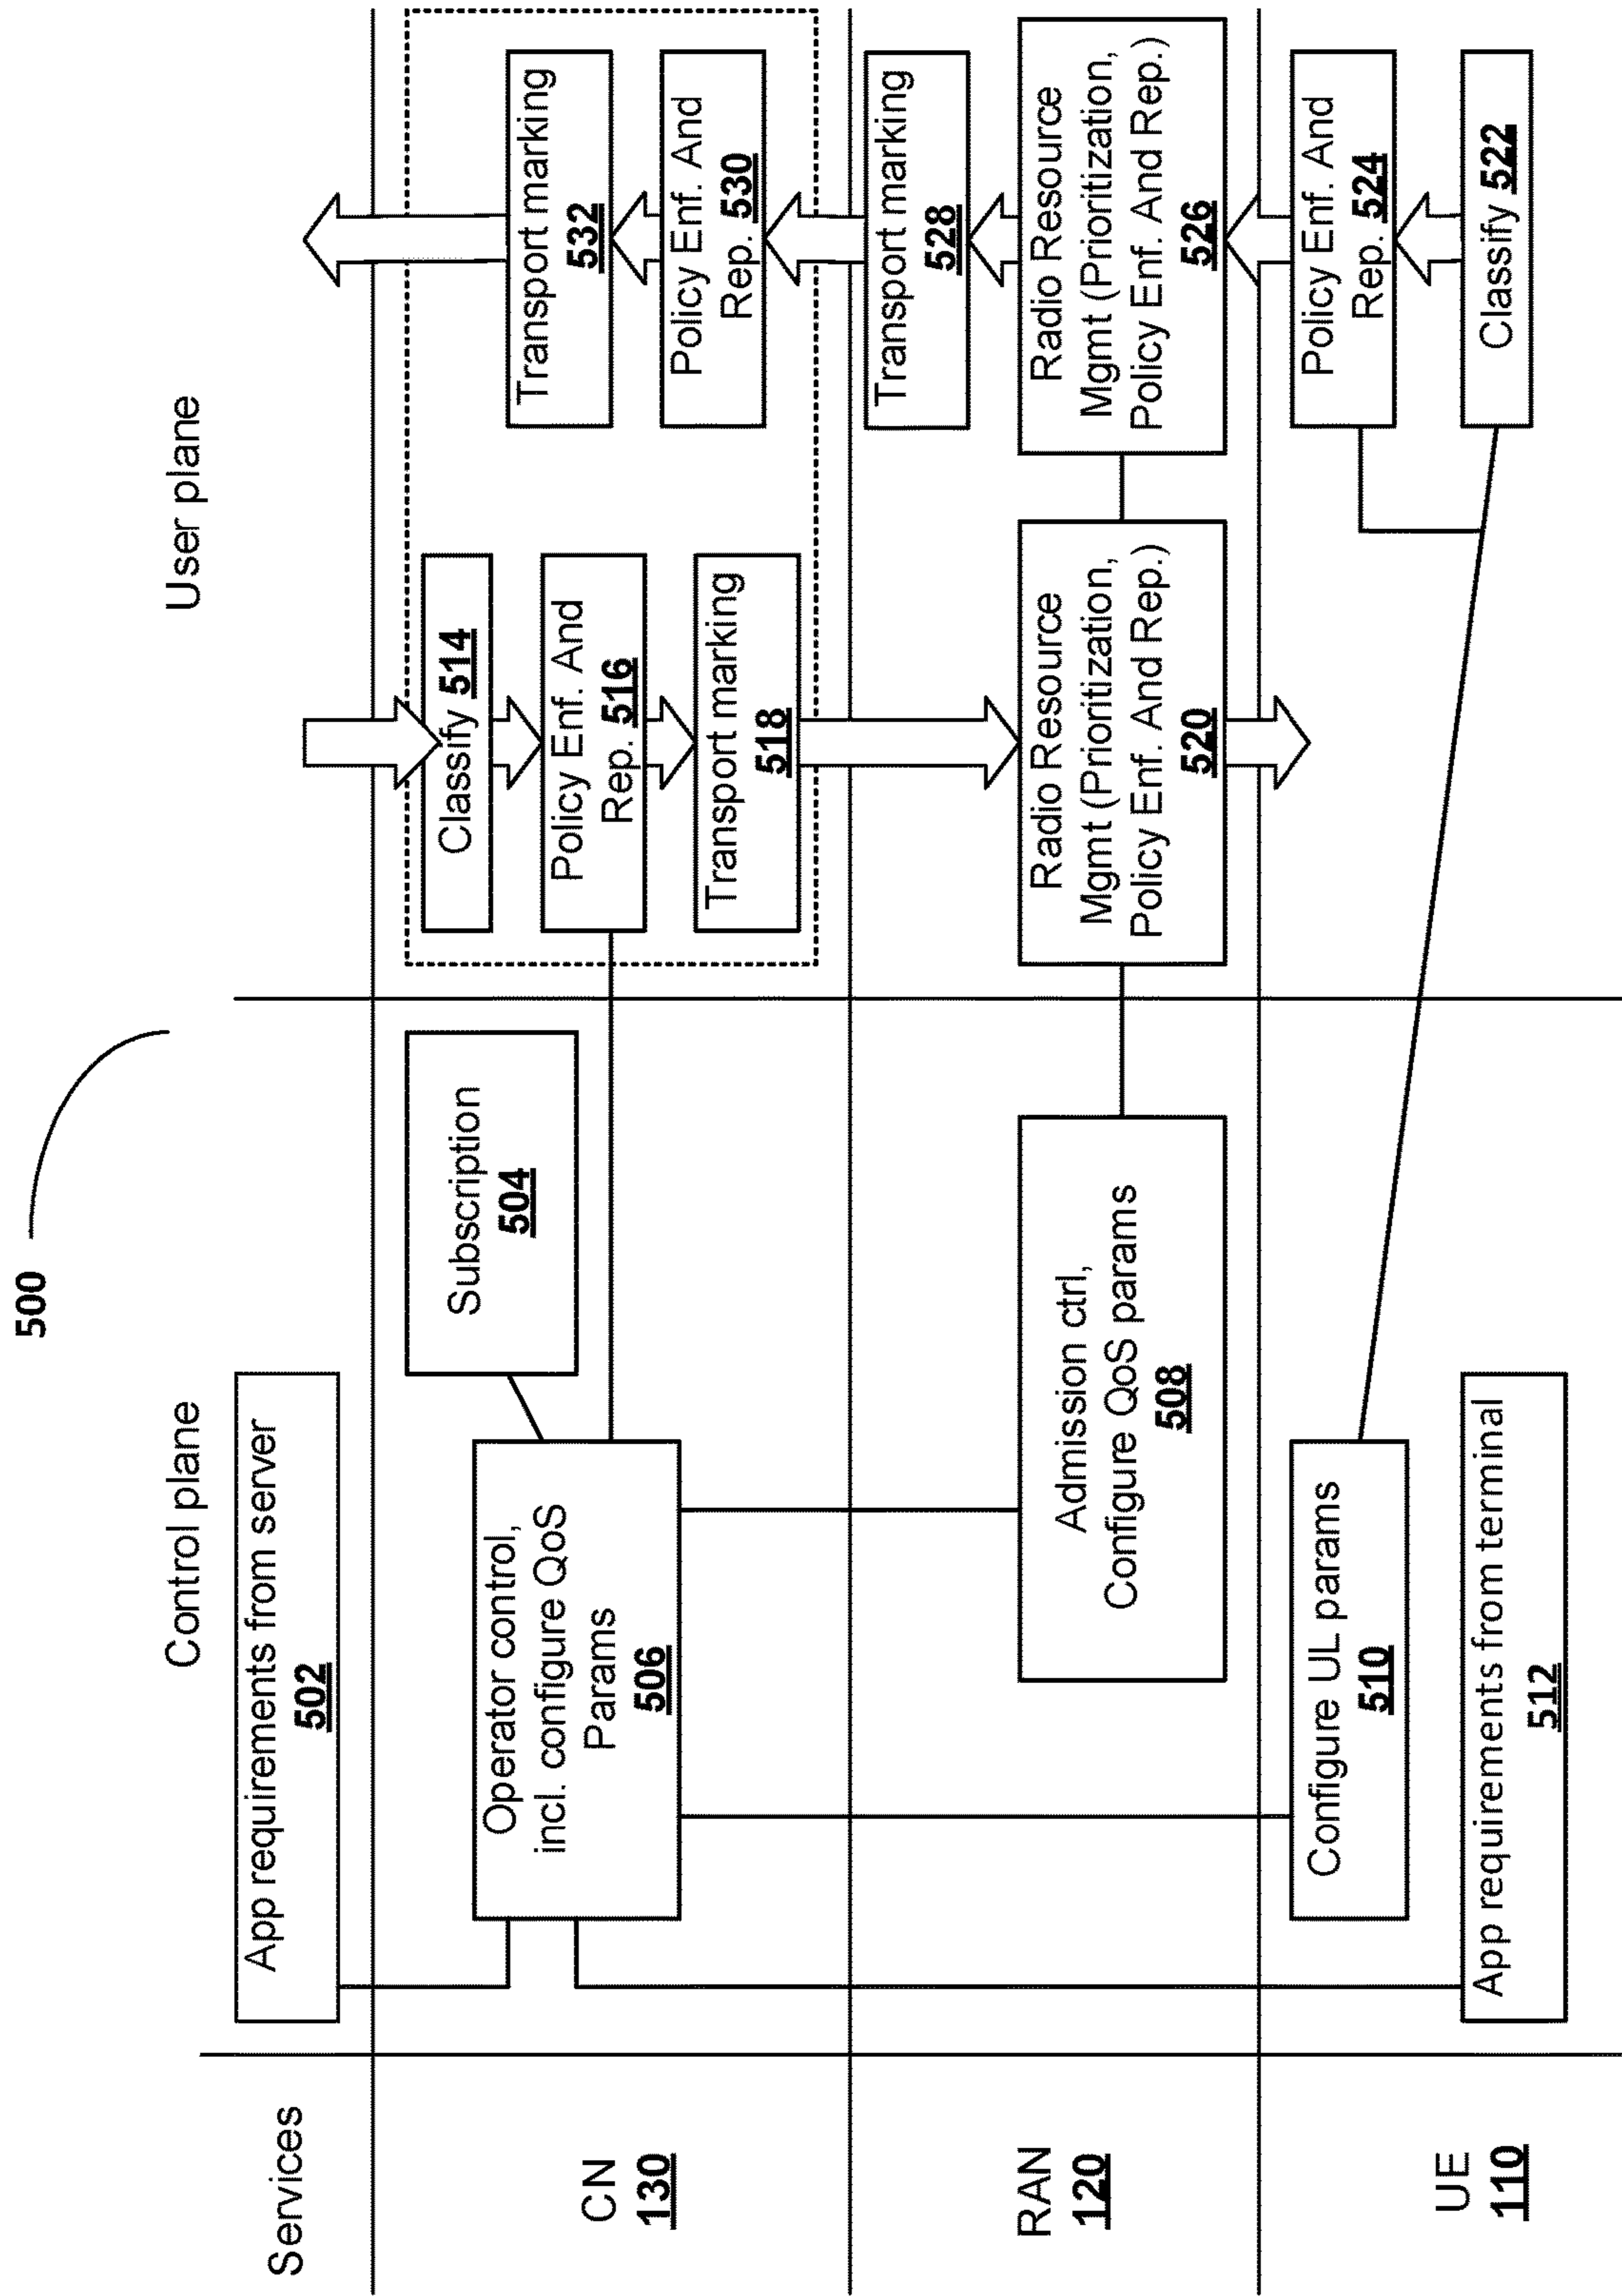 500
Control plane
User plane
Services
App requirements from server
502
CN
130
Subscription
504
Operator control,
incl. configure QoS
Params
506
Classify 514
Policy Enf. And
Rep. 516
Transport marking
518
Transport marking
532
Policy Enf. And
Rep. 530
RAN
120
Admission ctrl,
Configure QoS params
508
Radio Resource
Mgmt (Prioritization,
Policy Enf. And Rep.)
520
Transport marking
528
Radio Resource
Mgmt (Prioritization,
Policy Enf. And Rep.)
526
UE
110
Configure UL params
510
App requirements from terminal
512
Policy Enf. And
Rep. 524
Classify 522